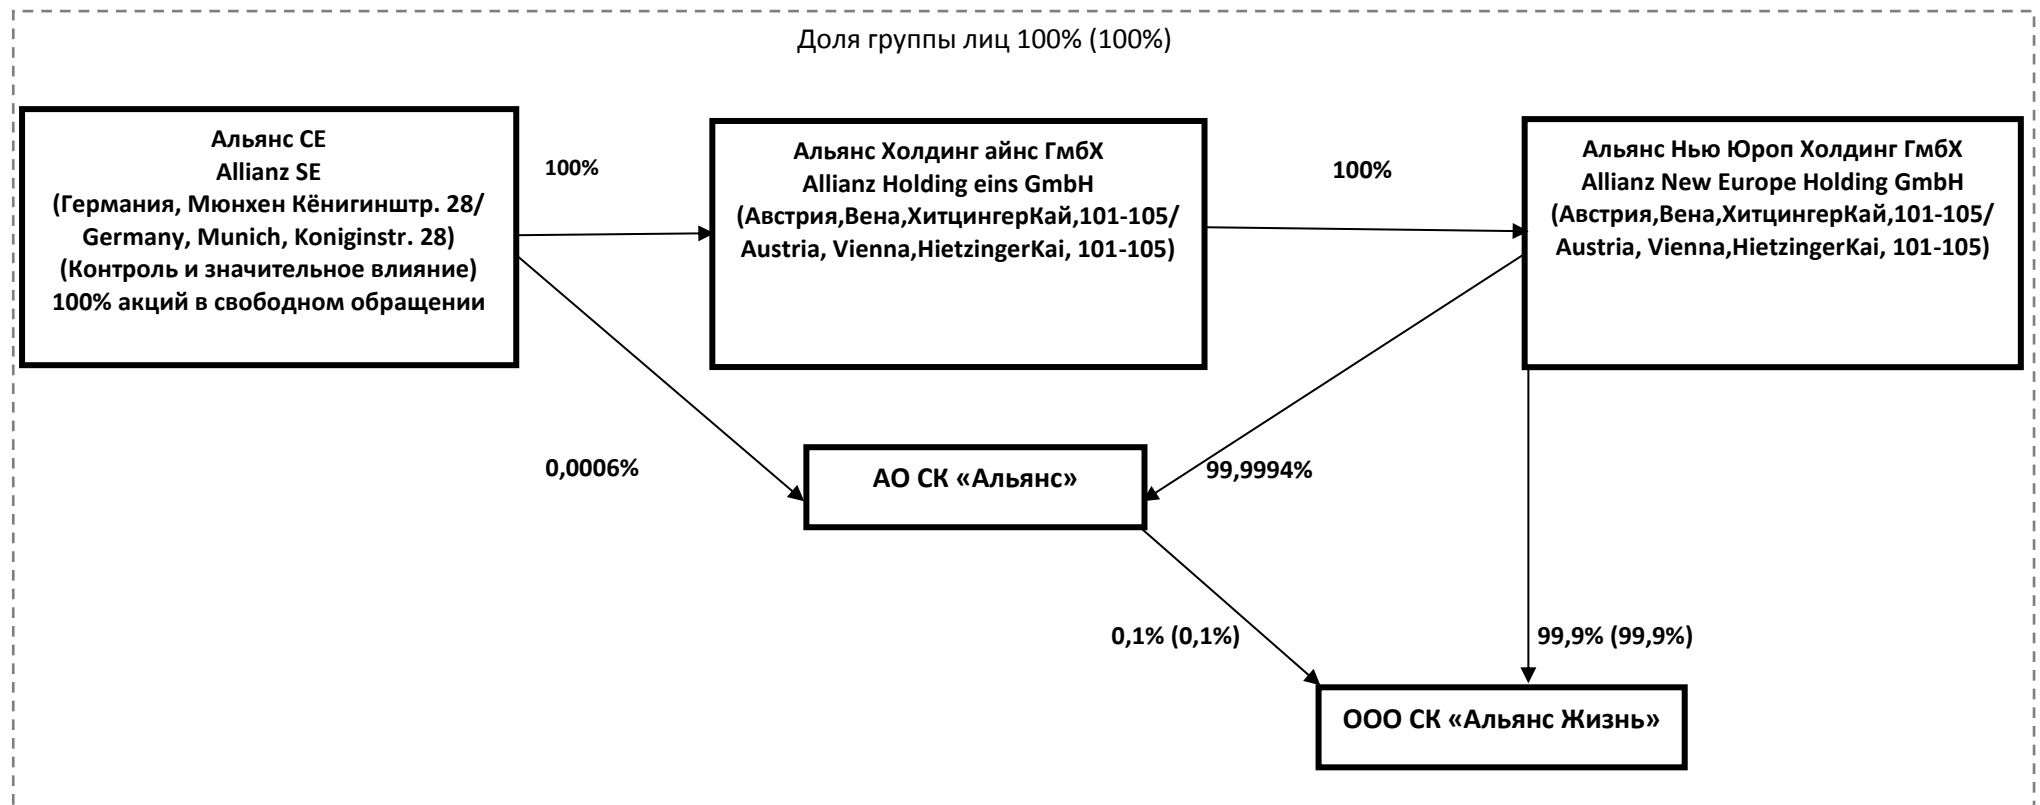 Доля группы лиц 100% (100%)
Альянс СЕ
Allianz SE
(Германия, Мюнхен Кёнигинштр. 28/
Germany, Munich, Koniginstr. 28)
(Контроль и значительное влияние)
100% акций в свободном обращении
100%
Альянс Холдинг айнс ГмбХ
Allianz Holding eins GmbH
(Австрия,Вена,ХитцингерКай,101-105/
Austria, Vienna,HietzingerKai, 101-105)
100%
Альянс Нью Юроп Холдинг ГмбХ
Allianz New Europe Holding GmbH
(Австрия,Вена,ХитцингерКай,101-105/
Austria, Vienna,HietzingerKai, 101-105)
0,0006%
АО СК «Альянс»
99,9994%
0,1% (0,1%)
99,9% (99,9%)
ООО СК «Альянс Жизнь»